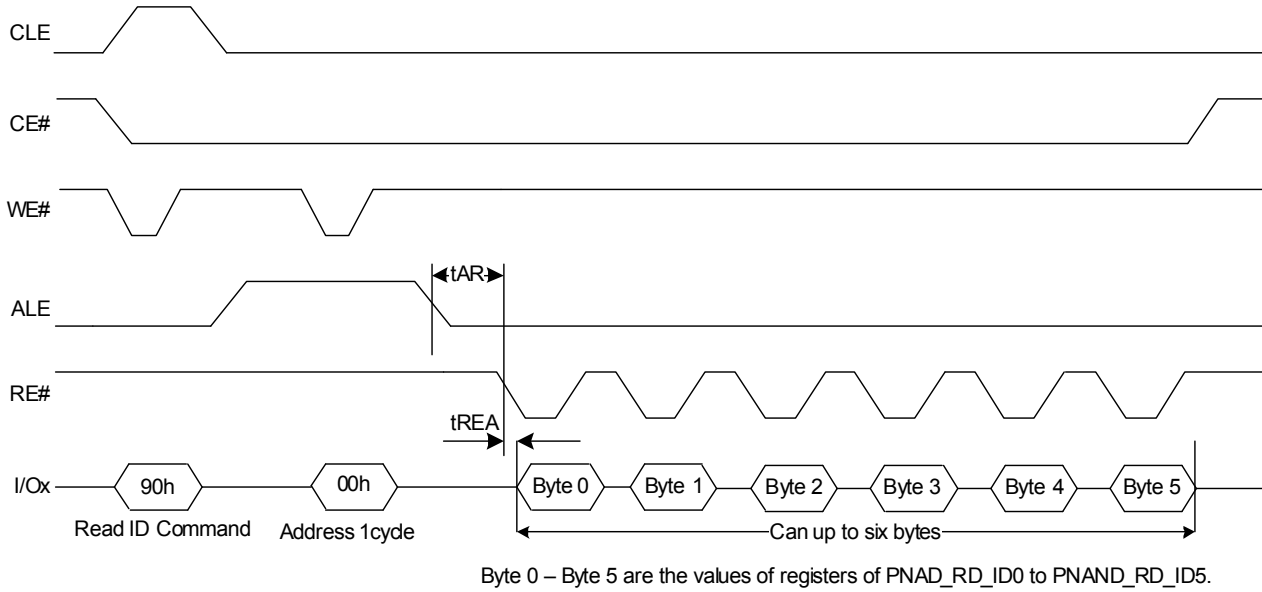 CLE
CE#
WE#
tAR
ALE
RE#
tREA
I/Ox
90h
00h
Byte 0
Byte 1
Byte 2
Byte 3
Byte 4
Byte 5
Read ID Command
Address 1cycle
Can up to six bytes
Byte 0 – Byte 5 are the values of registers of PNAD_RD_ID0 to PNAND_RD_ID5.